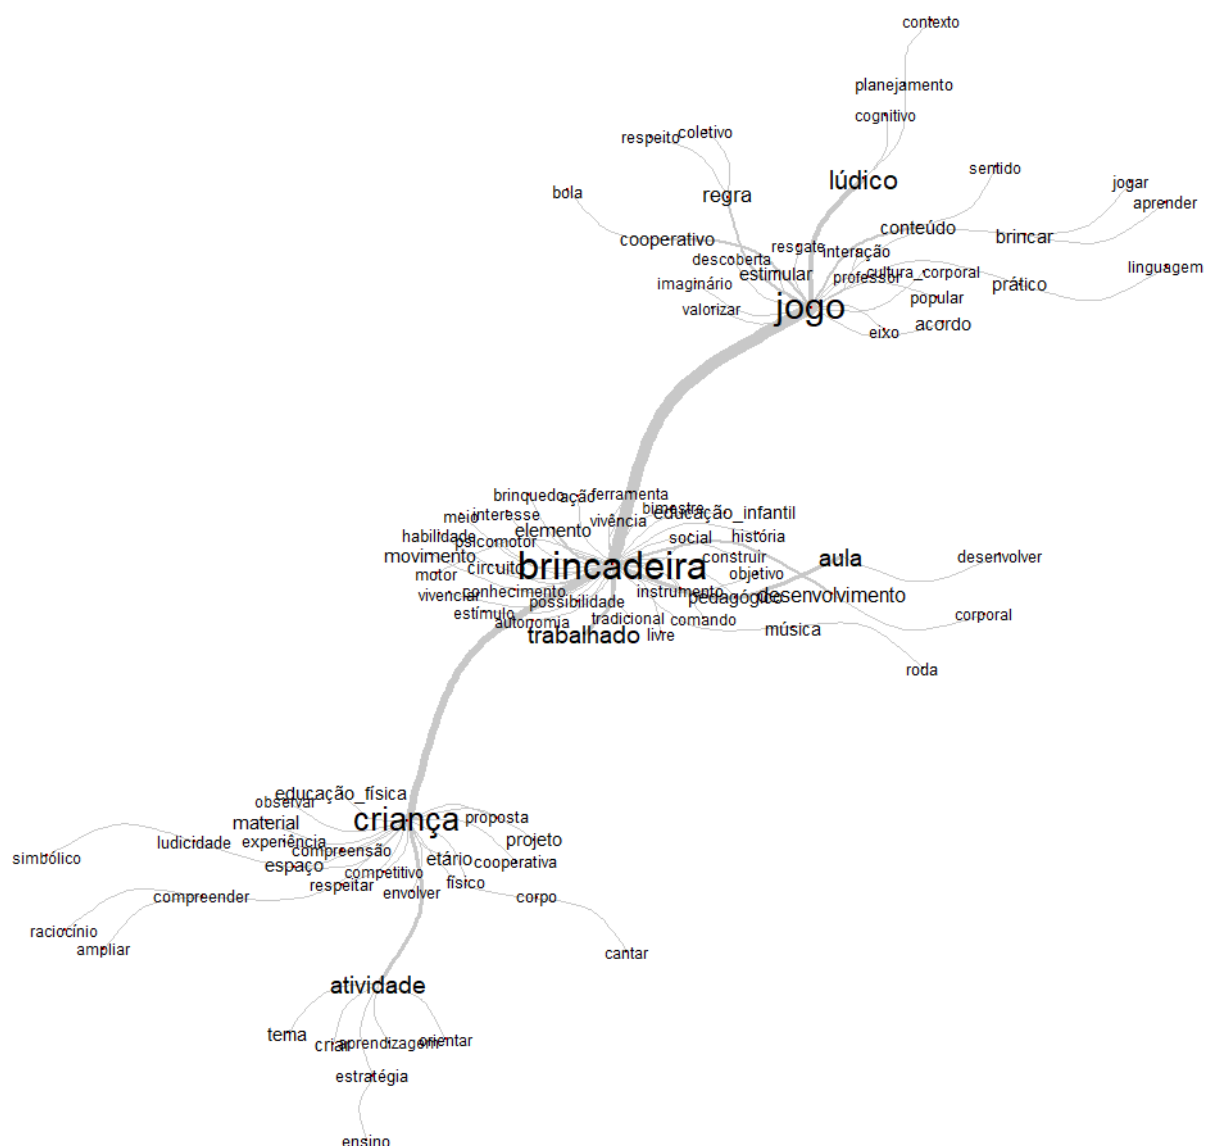 contexto
planejamento
cognitivo
respeito
coletivo
sentido
lúdico
jogar
bola
regra
aprender
conteúdo
brincar
cooperativo
resgate
interação
descoberta
estimular
cultura_corporal
professor
linguagem
imaginário
prático
popular
valorizar
jogo
eixo
acordo
brinquedo
ação
ferramenta
bimestre
educação_infantil
meio
interesse
vivência
elemento
habilidade
psicomotor
social
história
movimento
construir
aula
desenvolver
circuito
brincadeira
motor
objetivo
vivenciar
conhecimento
instrumento
pedagógico
desenvolvimento
possibilidade
estímulo
autonomia
tradicional
comando
corporal
trabalhado
livre
música
roda
educação_física
observar
material
criança
proposta
ludicidade
experiência
projeto
simbólico
compreensão
espaço
etário
cooperativa
competitivo
respeitar
envolver
físico
compreender
corpo
raciocínio
ampliar
cantar
atividade
tema
criar
aprendizagem
orientar
estratégia
ensino